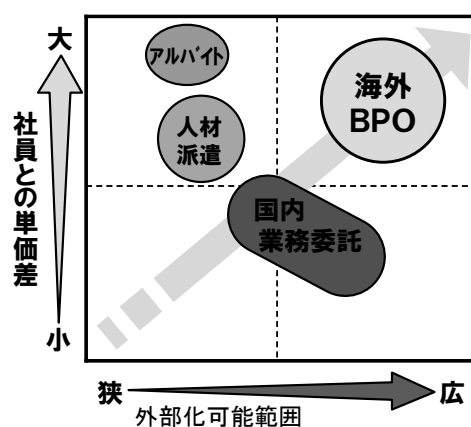 大
社員との単価差
小
アルバイト
人材
派遣
海外
BPO
国内
業務委託
狭
広
外部化可能範囲